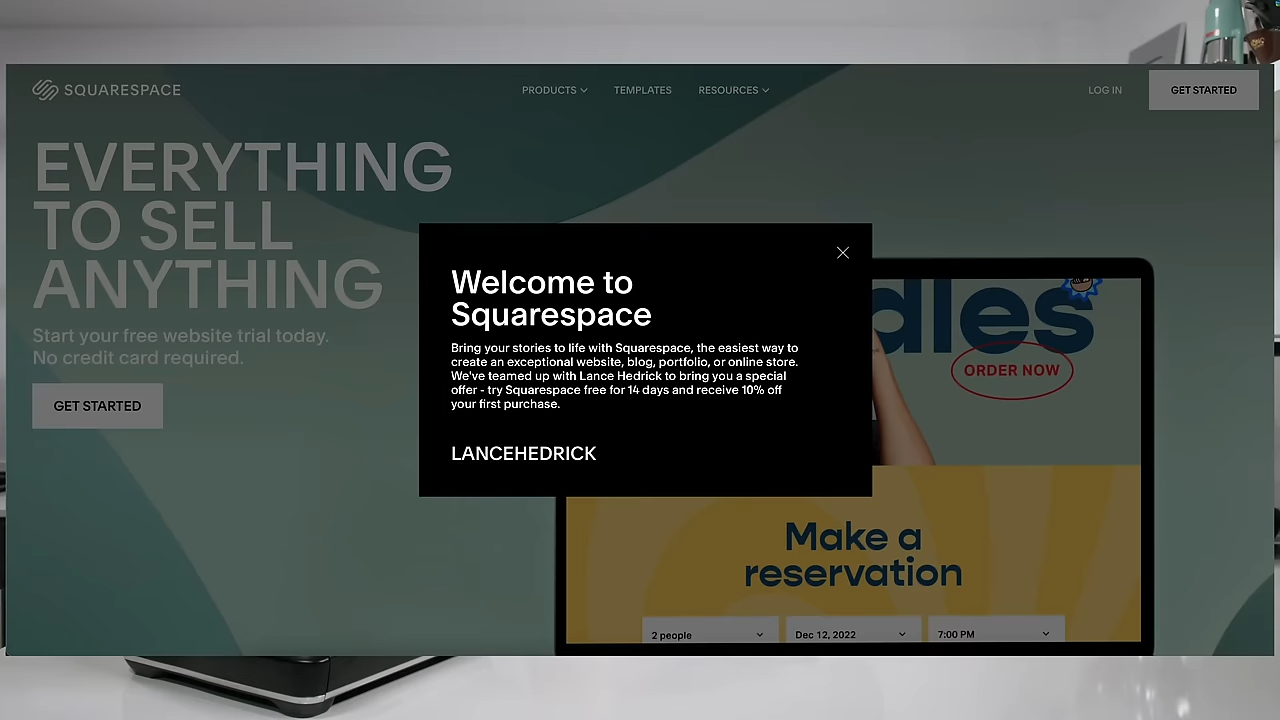 SQUARESPACE
PRODUCTS
TEMPLATES
RESOURCES
LOG IN
GET STARTED
EVERYTHING
TO SELL
ANYTHING
Start your free website trial today.
No credit card required.
GET STARTED
Welcome to
Squarespace
Bring your stories to life with Squarespace, the easiest way to
create an exceptional website, blog, portfolio, or online store.
We've teamed up with Lance Hedrick to bring you a special
offer - try Squarespace free for 14 days and receive 10% off
your first purchase.
LANCEHEDRICK
dles
ORDER NOW
Make a
reservation
2 people
Dec 12, 2022
7:00 PM